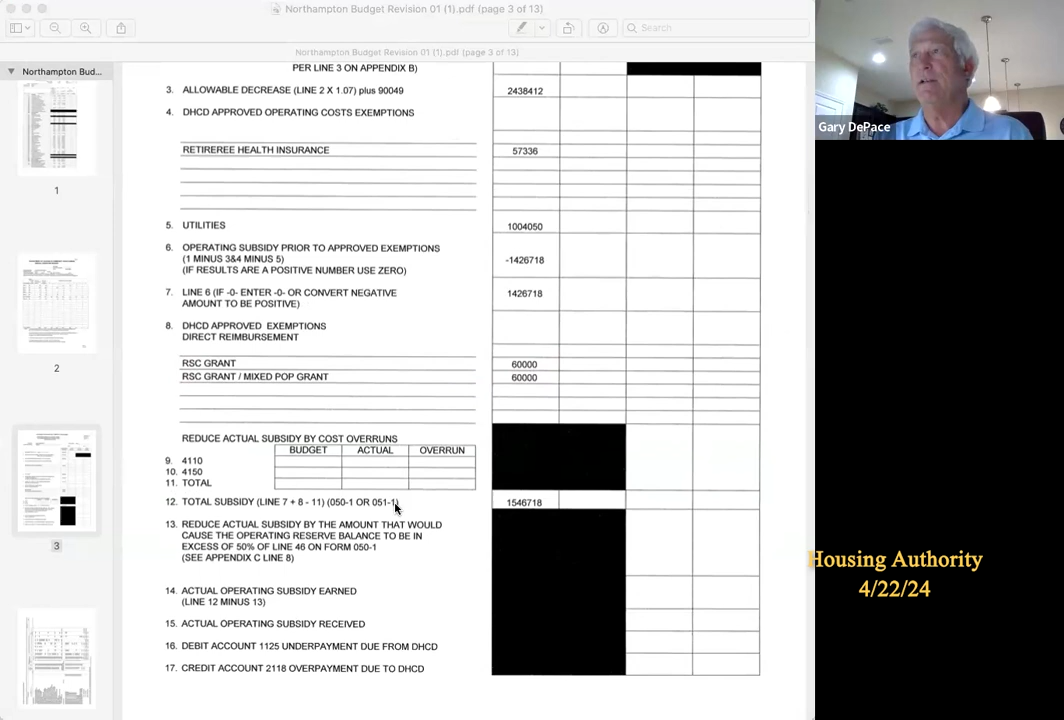 Northampton Budget Revision 01 (1).pdf (page 3 of 13)
Search
Northampton Budget Revision 01 (1).pdf (page 3 of 13)
Northampton Bud...
1
2
3
PER LINE 3 ON APPENDIX B)
3. ALLOWABLE DECREASE (LINE 2 X 1.07) plus 90049 2438412
4. DHCD APPROVED OPERATING COSTS EXEMPTIONS
RETIREREE HEALTH INSURANCE 57336
5. UTILITIES 1004050
6. OPERATING SUBSIDY PRIOR TO APPROVED EXEMPTIONS
(1 MINUS 3&4 MINUS 5) -1426718
(IF RESULTS ARE A POSITIVE NUMBER USE ZERO)
7. LINE 6 (IF -0- ENTER -0- OR CONVERT NEGATIVE 1426718
AMOUNT TO BE POSITIVE)
8. DHCD APPROVED EXEMPTIONS
DIRECT REIMBURSEMENT
RSC GRANT 60000
RSC GRANT / MIXED POP GRANT 60000
REDUCE ACTUAL SUBSIDY BY COST OVERRUNS
BUDGET ACTUAL OVERRUN
9. 4110
10. 4150
11. TOTAL
12. TOTAL SUBSIDY (LINE 7 + 8 - 11) (050-1 OR 051-1) 1546718
13. REDUCE ACTUAL SUBSIDY BY THE AMOUNT THAT WOULD
CAUSE THE OPERATING RESERVE BALANCE TO BE IN
EXCESS OF 50% OF LINE 46 ON FORM 050-1
(SEE APPENDIX C LINE 8)
14. ACTUAL OPERATING SUBSIDY EARNED
(LINE 12 MINUS 13)
15. ACTUAL OPERATING SUBSIDY RECEIVED
16. DEBIT ACCOUNT 1125 UNDERPAYMENT DUE FROM DHCD
17. CREDIT ACCOUNT 2118 OVERPAYMENT DUE TO DHCD
Gary DePace
Housing Authority
4/22/24